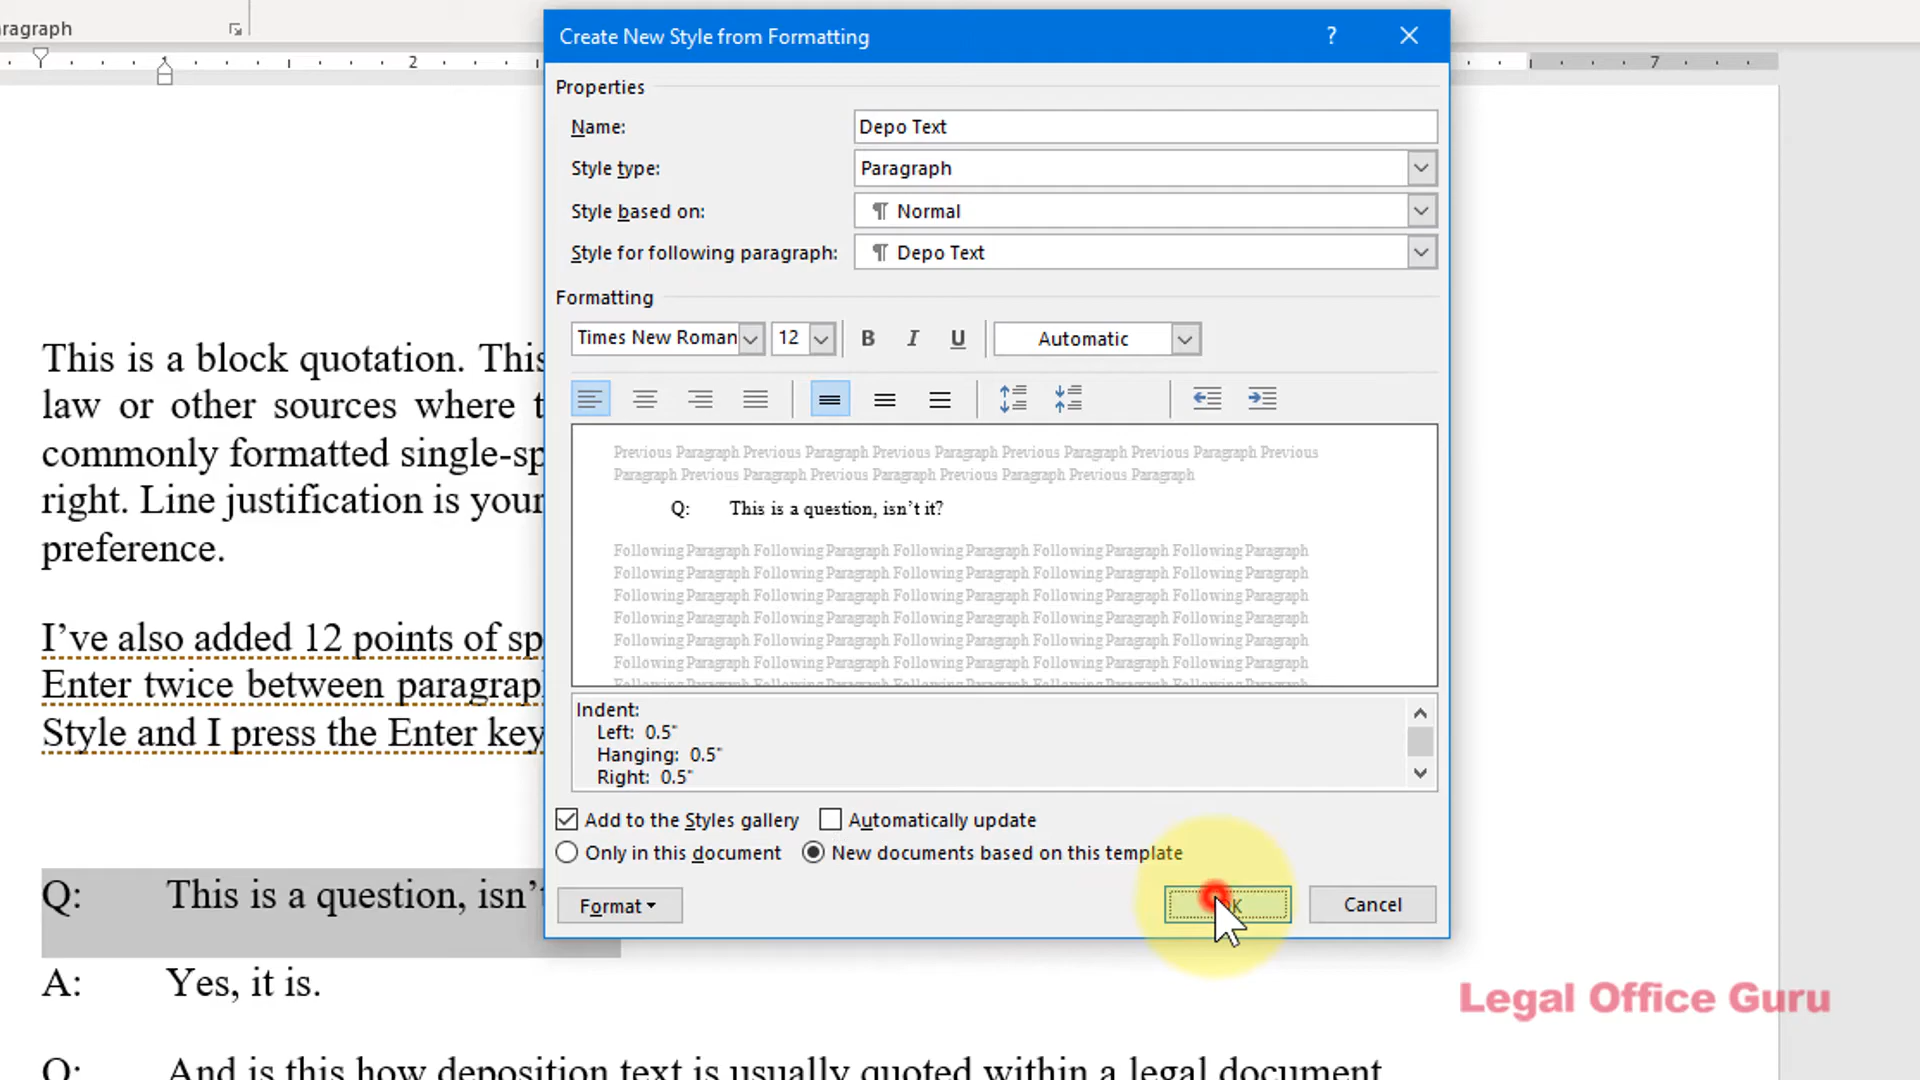 ragraph
2
7
Create New Style from Formatting ?
Properties
Name: Depo Text
Style type: Paragraph
Style based on: ¶ Normal
Style for following paragraph: ¶ Depo Text
Formatting
Times New Roman 12 B I U Automatic
Previous Paragraph Previous Paragraph Previous Paragraph Previous Paragraph Previous Paragraph Previous
Paragraph Previous Paragraph Previous Paragraph Previous Paragraph Previous Paragraph
Q: This is a question, isn’t it?
Following Paragraph Following Paragraph Following Paragraph Following Paragraph Following Paragraph
Following Paragraph Following Paragraph Following Paragraph Following Paragraph Following Paragraph
Following Paragraph Following Paragraph Following Paragraph Following Paragraph Following Paragraph
Following Paragraph Following Paragraph Following Paragraph Following Paragraph Following Paragraph
Following Paragraph Following Paragraph Following Paragraph Following Paragraph Following Paragraph
Following Paragraph Following Paragraph Following Paragraph Following Paragraph Following Paragraph
Indent:
Left: 0.5"
Hanging: 0.5"
Right: 0.5"
Add to the Styles gallery Automatically update
Only in this document New documents based on this template
Format Cancel
This is a block quotation. This
law or other sources where t
commonly formatted single-sp
right. Line justification is your
preference.
I’ve also added 12 points of sp
Enter twice between paragrap
Style and I press the Enter key
Q: This is a question, isn’t
A: Yes, it is.
Q: And is this how deposition text is usually quoted within a legal document
Legal Office Guru